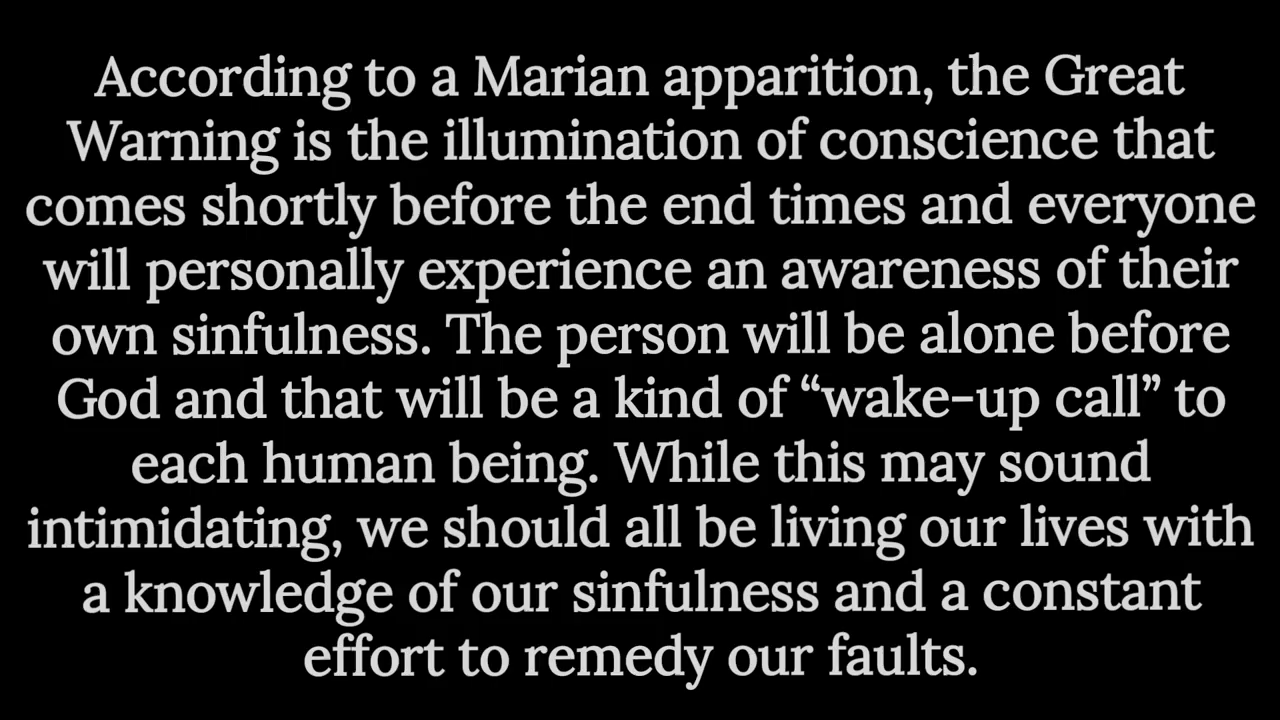 According to a Marian apparition, the Great
Warning is the illumination of conscience that
comes shortly before the end times and everyone
will personally experience an awareness of their
own sinfulness. The person will be alone before
God and that will be a kind of “wake-up call” to
each human being. While this may sound
intimidating, we should all be living our lives with
a knowledge of our sinfulness and a constant
effort to remedy our faults.